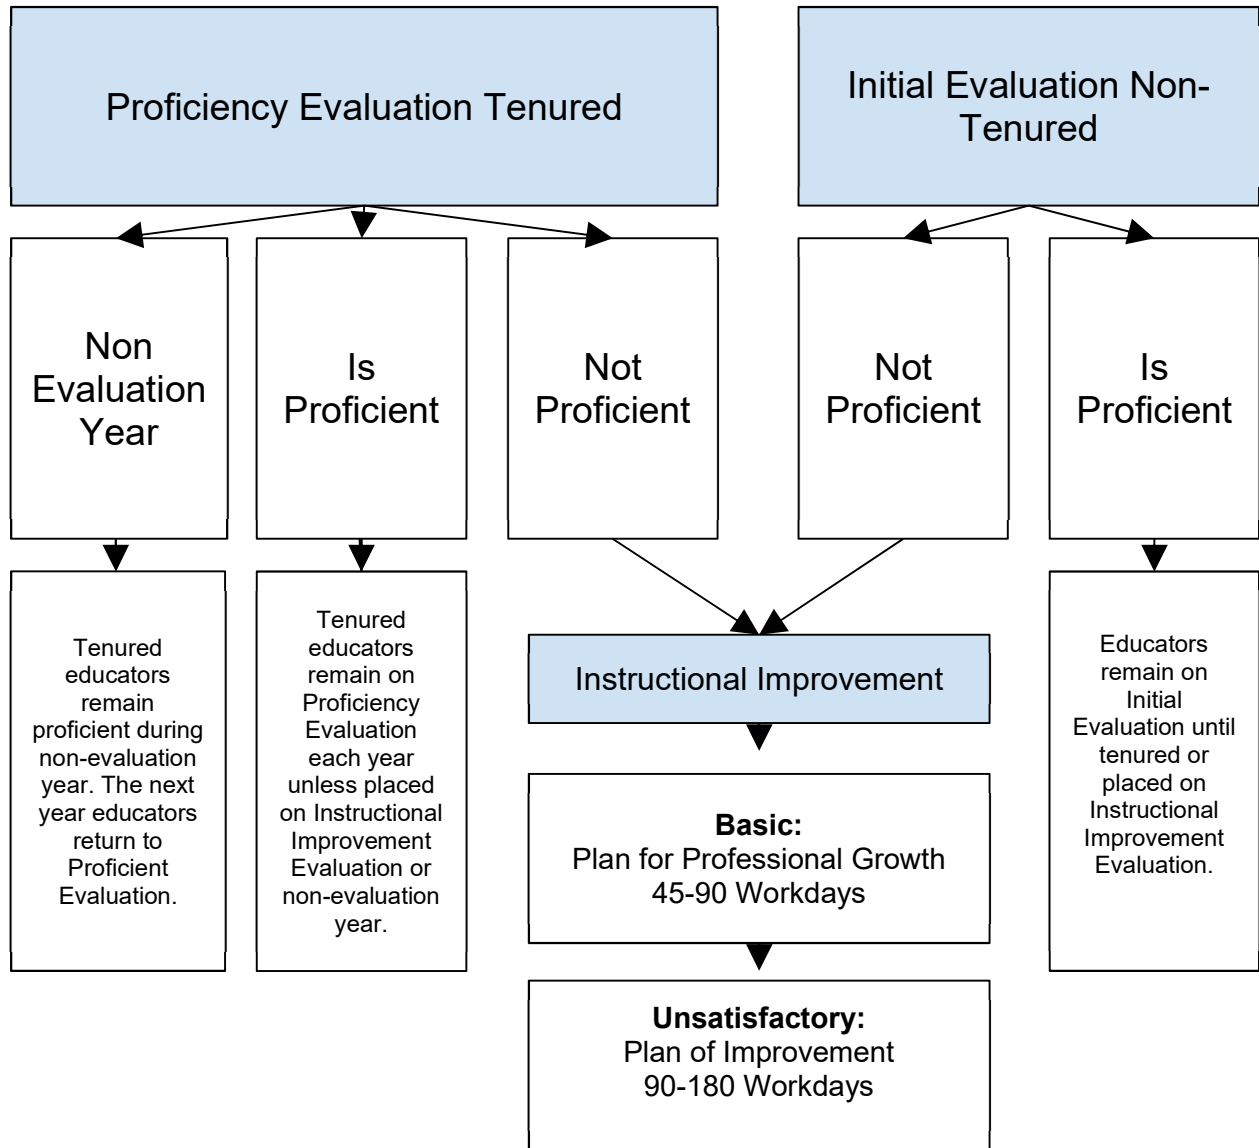 Proficiency Evaluation Tenured
Initial Evaluation Non-
Tenured
Non
Evaluation
Year
Is
Proficient
Not
Proficient
Not
Proficient
Is
Proficient
Tenured
educators
remain
proficient during
non-evaluation
year. The next
year educators
return to
Proficient
Evaluation.
Tenured
educators
remain on
Proficiency
Evaluation
each year
unless placed
on Instructional
Improvement
Evaluation or
non-evaluation
year.
Instructional Improvement
Basic:
Plan for Professional Growth
45-90 Workdays
Unsatisfactory:
Plan of Improvement
90-180 Workdays
Educators
remain on
Initial
Evaluation until
tenured or
placed on
Instructional
Improvement
Evaluation.